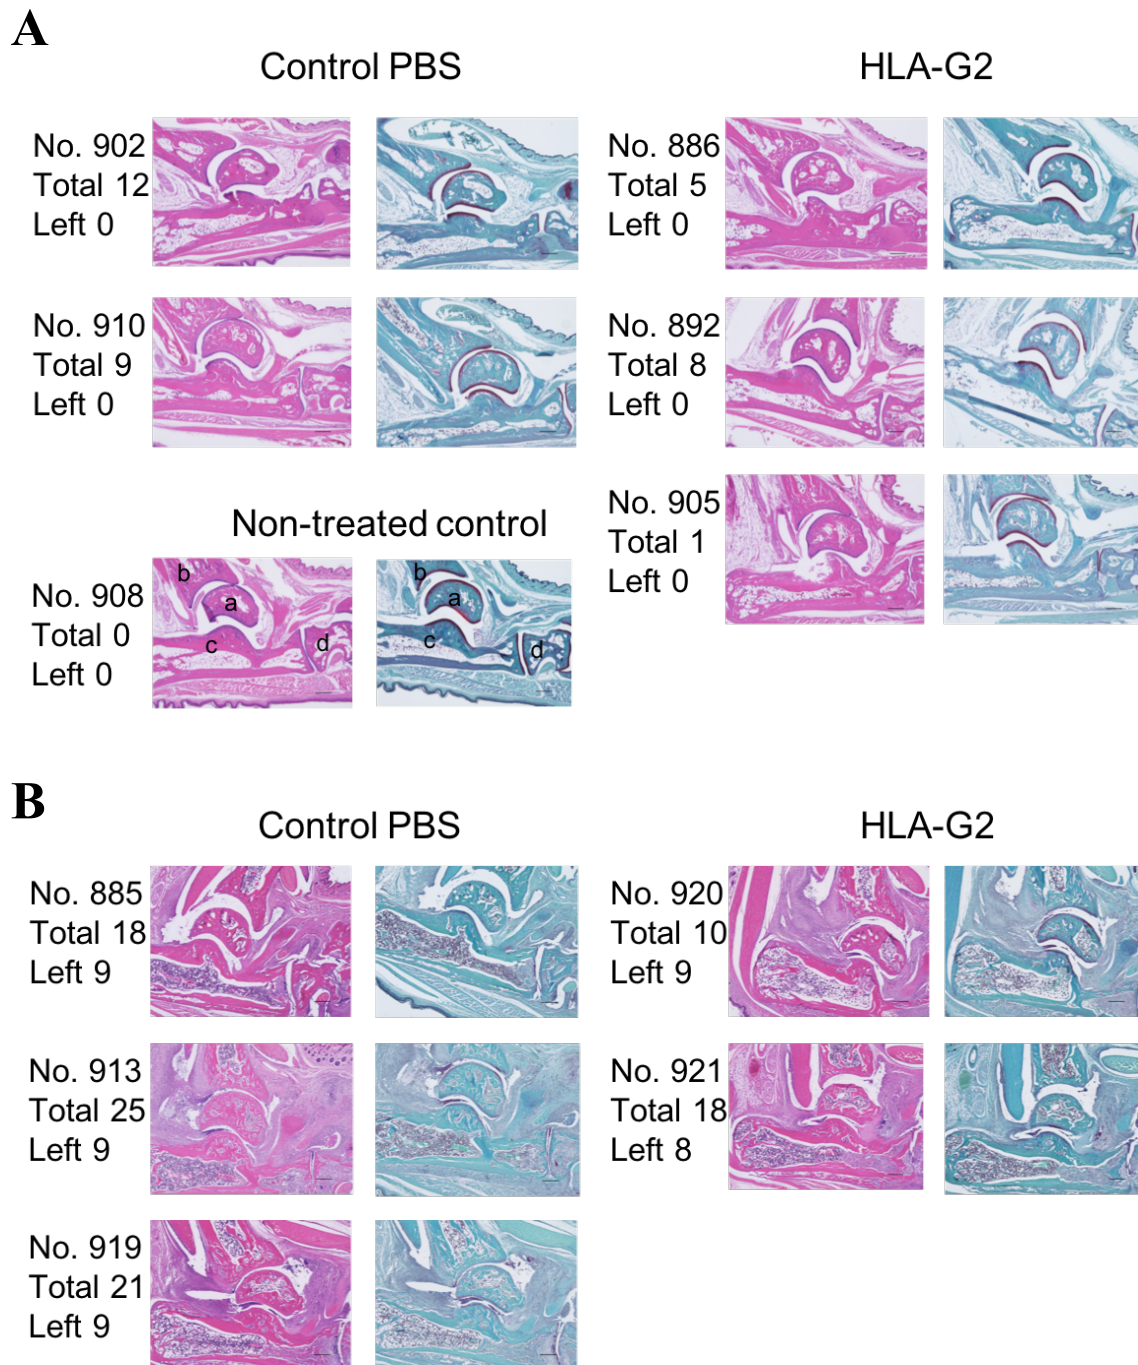 A
Control PBS
HLA-G2
No. 902
Total 12
Left 0
No. 886
Total 5
Left 0
No. 910
Total 9
Left 0
No. 892
Total 8
Left 0
No. 905
Total 1
Left 0
Non-treated control
No. 908
Total 0
Left 0
b
a
c
d
b
a
c
d
B
Control PBS
HLA-G2
No. 885
Total 18
Left 9
No. 920
Total 10
Left 9
No. 913
Total 25
Left 9
No. 921
Total 18
Left 8
No. 919
Total 21
Left 9